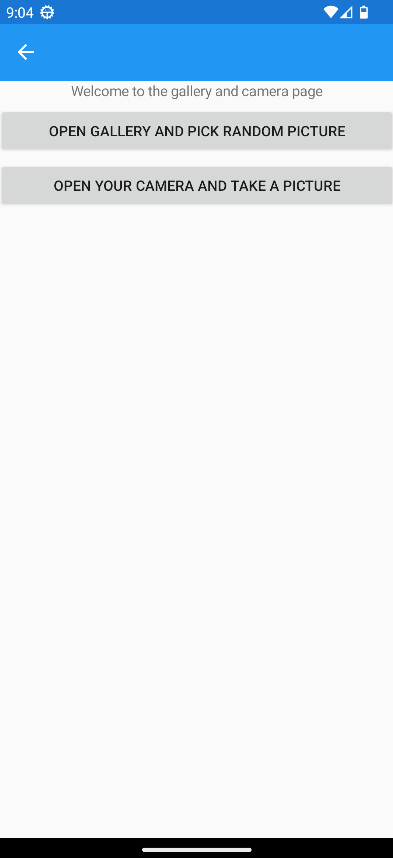 9:04
Welcome to the gallery and camera page
OPEN GALLERY AND PICK RANDOM PICTURE
OPEN YOUR CAMERA AND TAKE A PICTURE